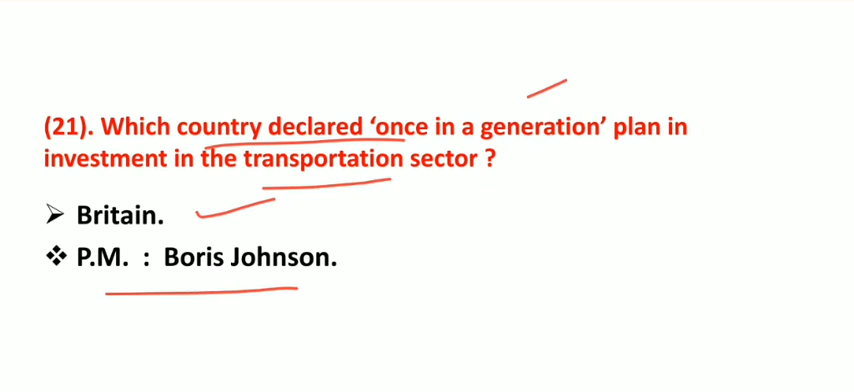 (21). Which country declared ‘once in a generation’ plan in
investment in the transportation sector ?
➢ Britain.
❖ P.M. : Boris Johnson.